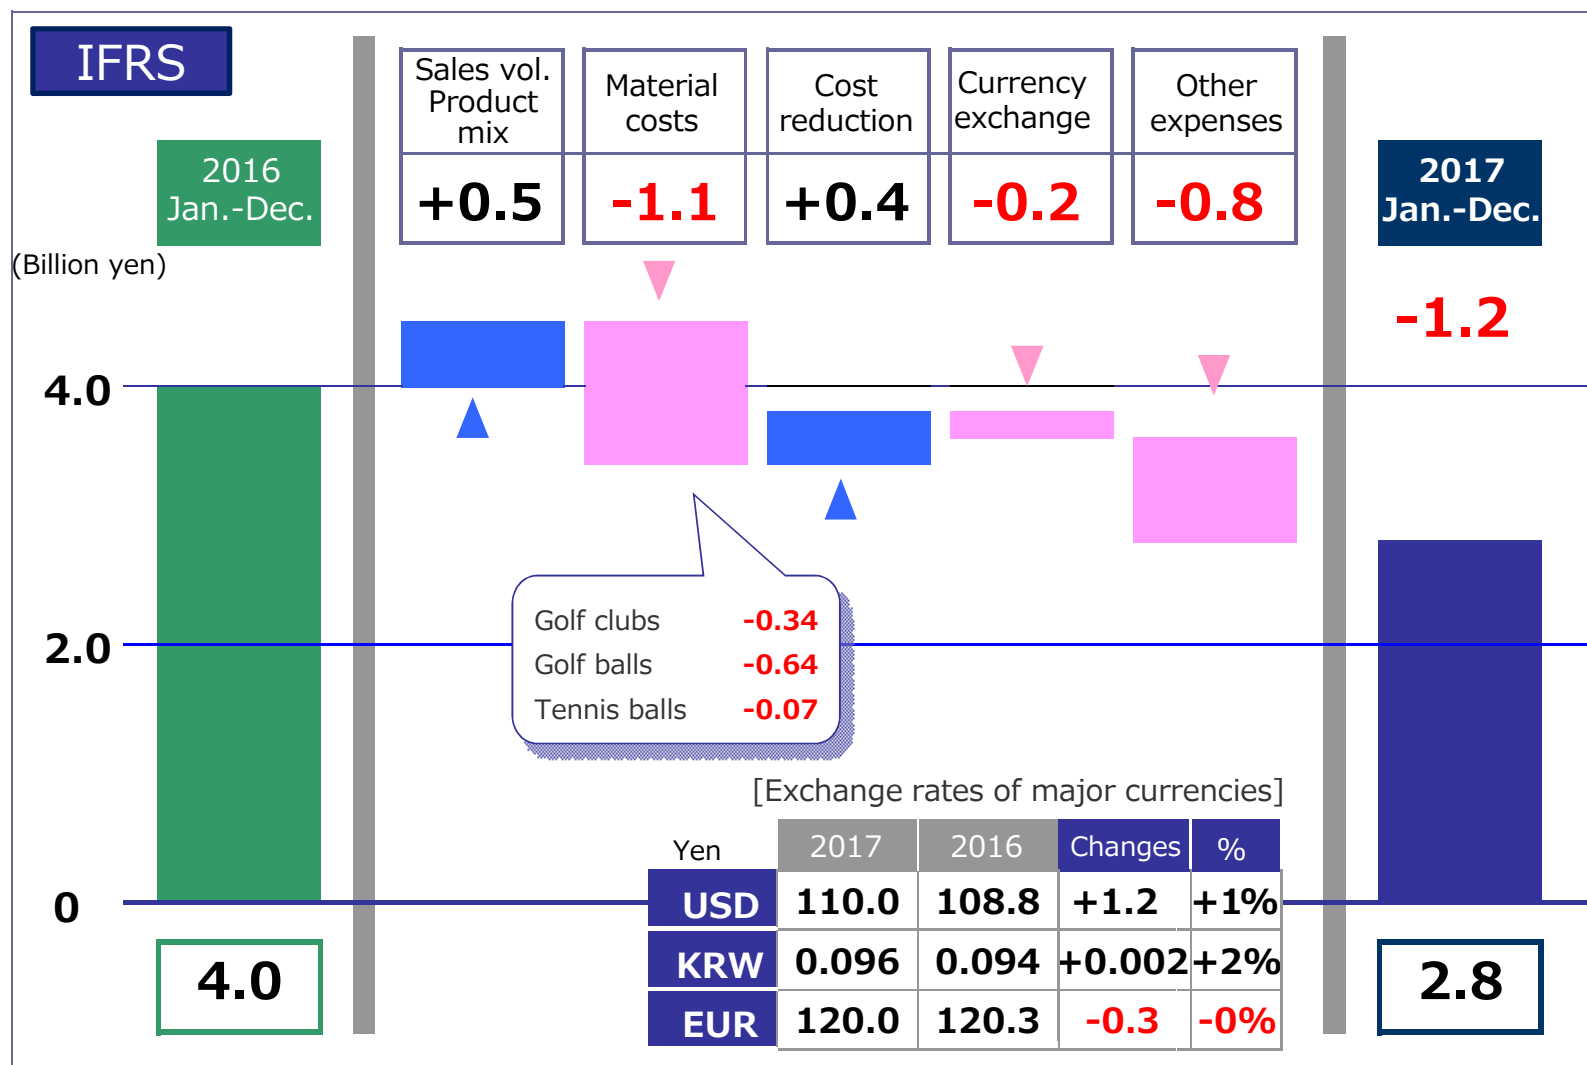 IFRS
2016
Jan.-Dec.
(Billion yen)
Sales vol.
Product
mix
+0.5
Material
costs
-1.1
Cost
reduction
+0.4
Currency
exchange
-0.2
Other
expenses
-0.8
2017
Jan.-Dec.
-1.2
4.0
2.0
0
Golf clubs -0.34
Golf balls -0.64
Tennis balls -0.07
[Exchange rates of major currencies]
Yen 2017 2016 Changes %
USD 110.0 108.8 +1.2 +1%
KRW 0.096 0.094 +0.002 +2%
EUR 120.0 120.3 -0.3 -0%
4.0
2.8